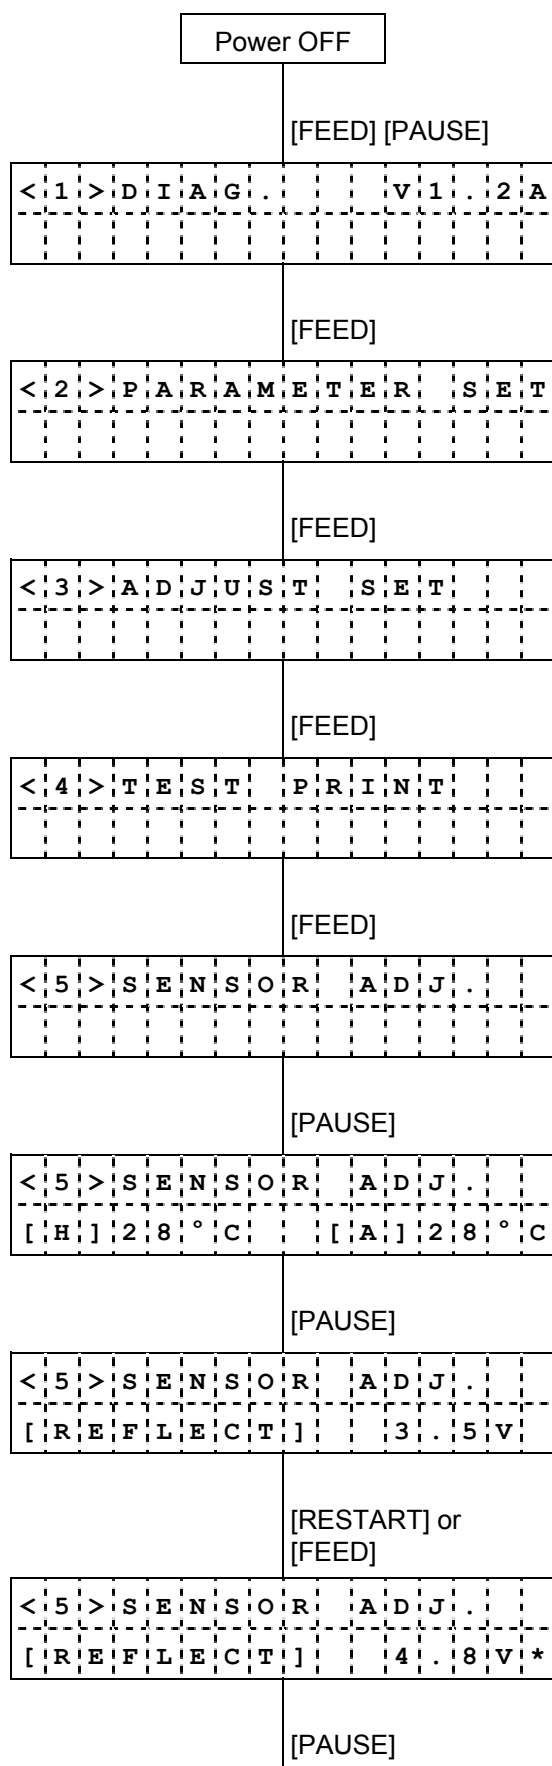 Power OFF
[FEED] [PAUSE]
<1>DIAG.    V1.2A
[FEED]
<2>PARAMETER SET
[FEED]
<3>ADJUST SET
[FEED]
<4>TEST PRINT
[FEED]
<5>SENSOR ADJ.
[PAUSE]
<5>SENSOR ADJ.
[H]28°C  [A]28°C
[PAUSE]
<5>SENSOR ADJ.
[REFLECT]  3.5V
[RESTART] or
[FEED]
<5>SENSOR ADJ.
[REFLECT]  4.8V*
[PAUSE]